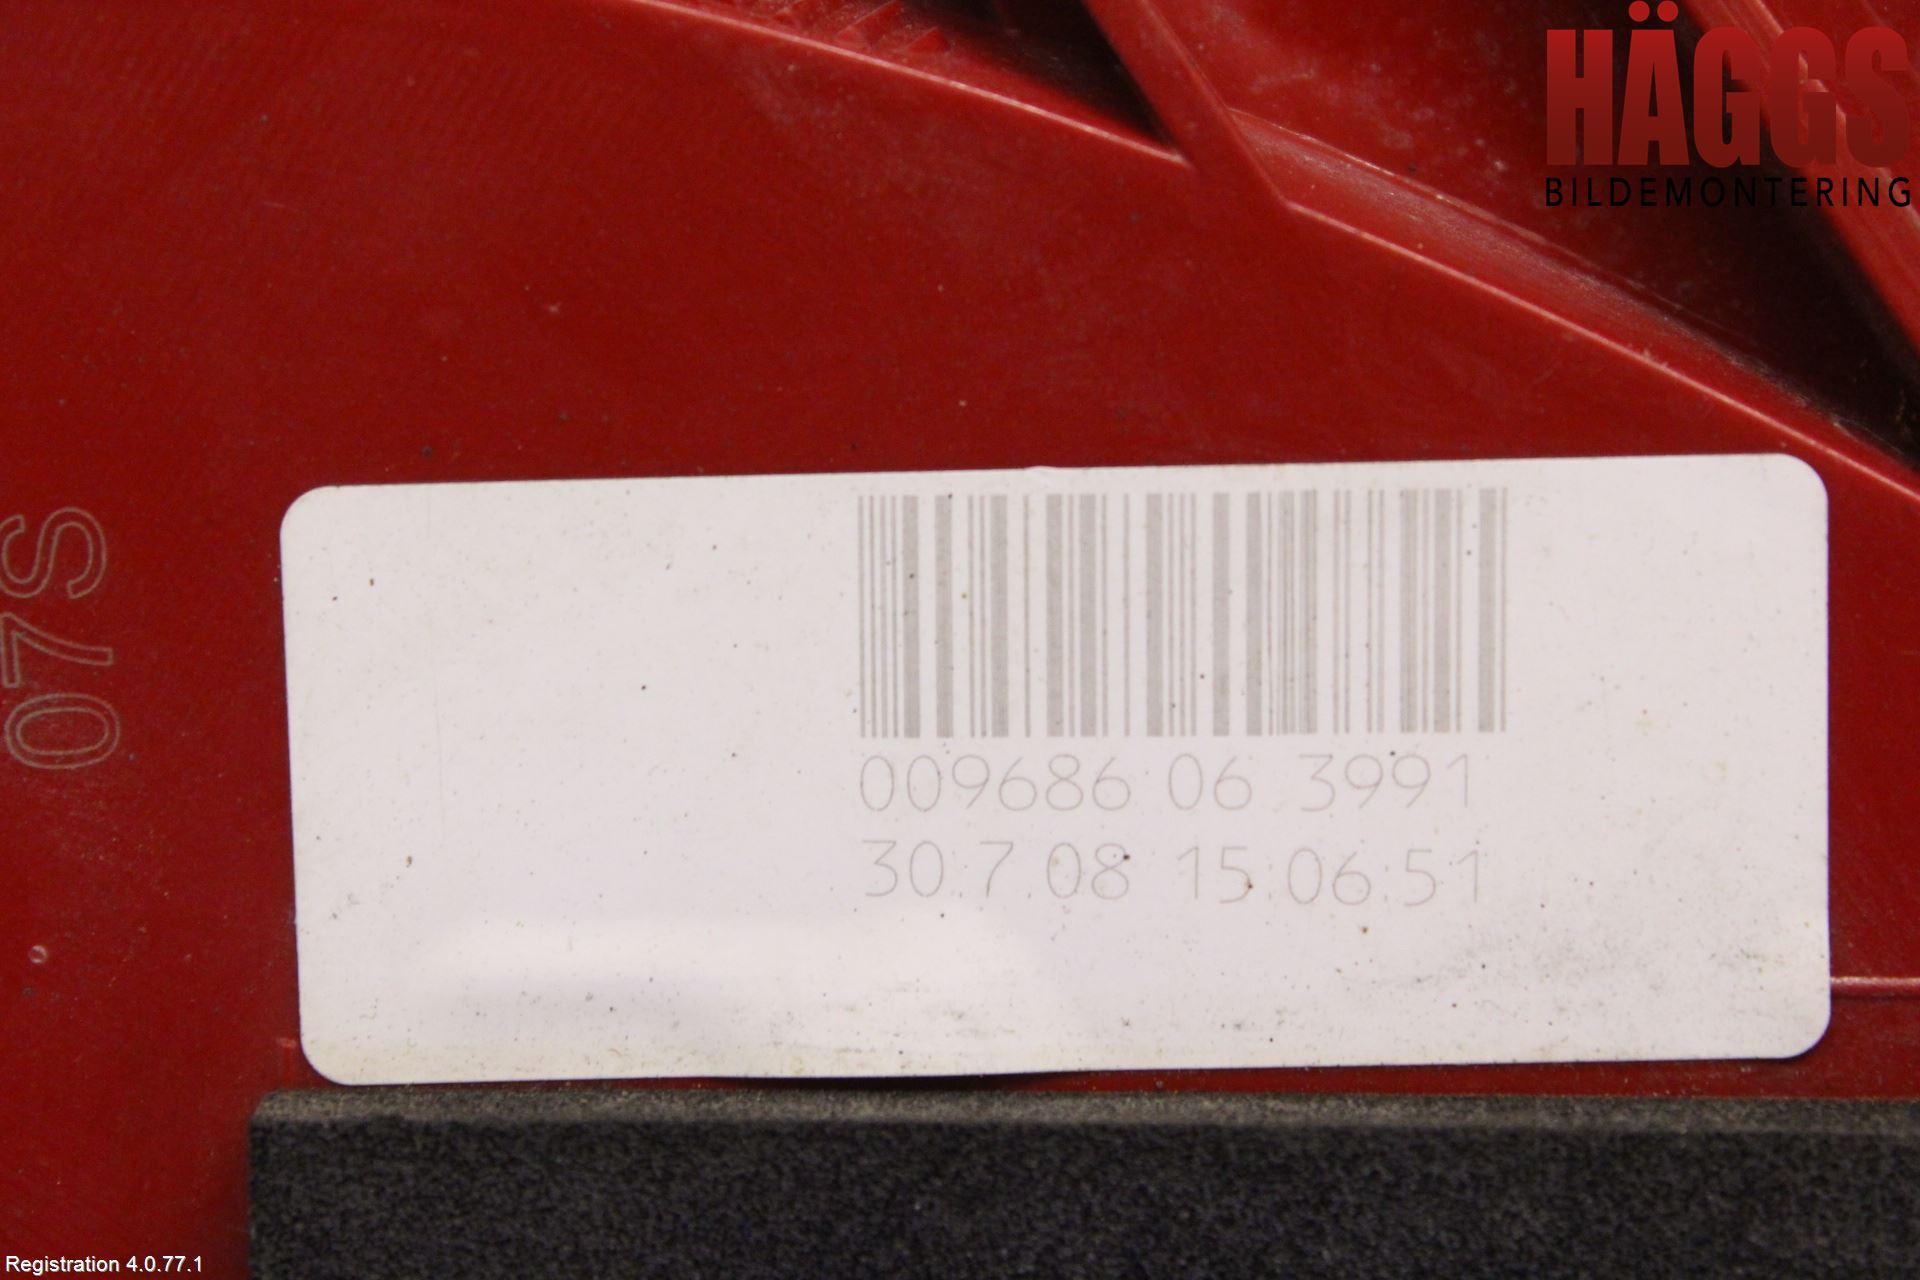 HÄGGS
BILDEMONTERING
07S
009686 06 3991
30.7.08 15:06:51
Registration 4.0.77.1